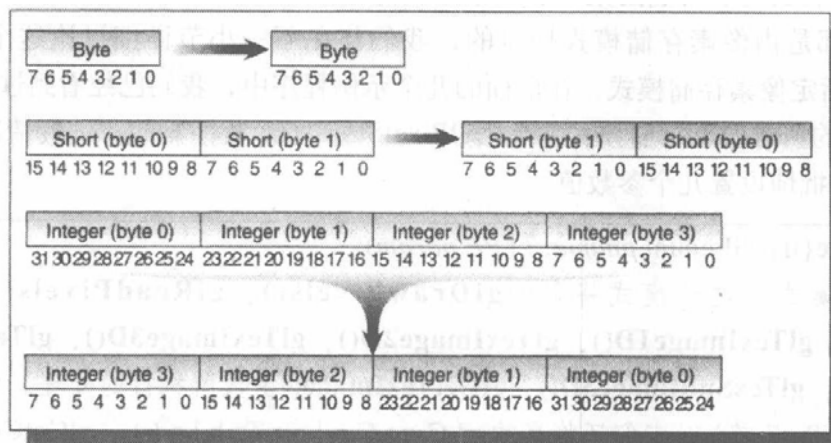 Byte Byte
7 6 5 4 3 2 1 0 7 6 5 4 3 2 1 0
Short (byte 0) Short (byte 1) Short (byte 1) Short (byte 0)
15 14 13 12 11 10 9 8 7 6 5 4 3 2 1 0 7 6 5 4 3 2 1 0 15 14 13 12 11 10 9 8
Integer (byte 0) Integer (byte 1) Integer (byte 2) Integer (byte 3)
31 30 29 28 27 26 25 24 23 22 21 20 19 18 17 16 15 14 13 12 11 10 9 8 7 6 5 4 3 2 1 0
Integer (byte 3) Integer (byte 2) Integer (byte 1) Integer (byte 0)
7 6 5 4 3 2 1 0 15 14 13 12 11 10 9 8 23 22 21 20 19 18 17 16 31 30 29 28 27 26 25 24